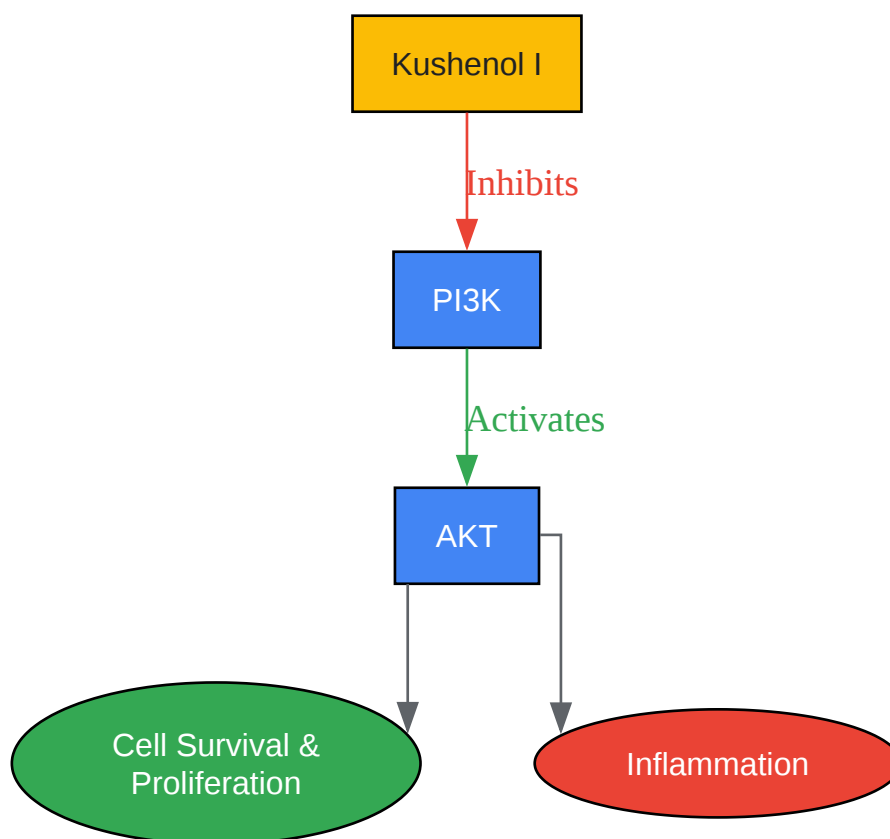 Kushenol I
Inhibits
PI3K
Activates
AKT
Cell Survival &
Proliferation
Inflammation